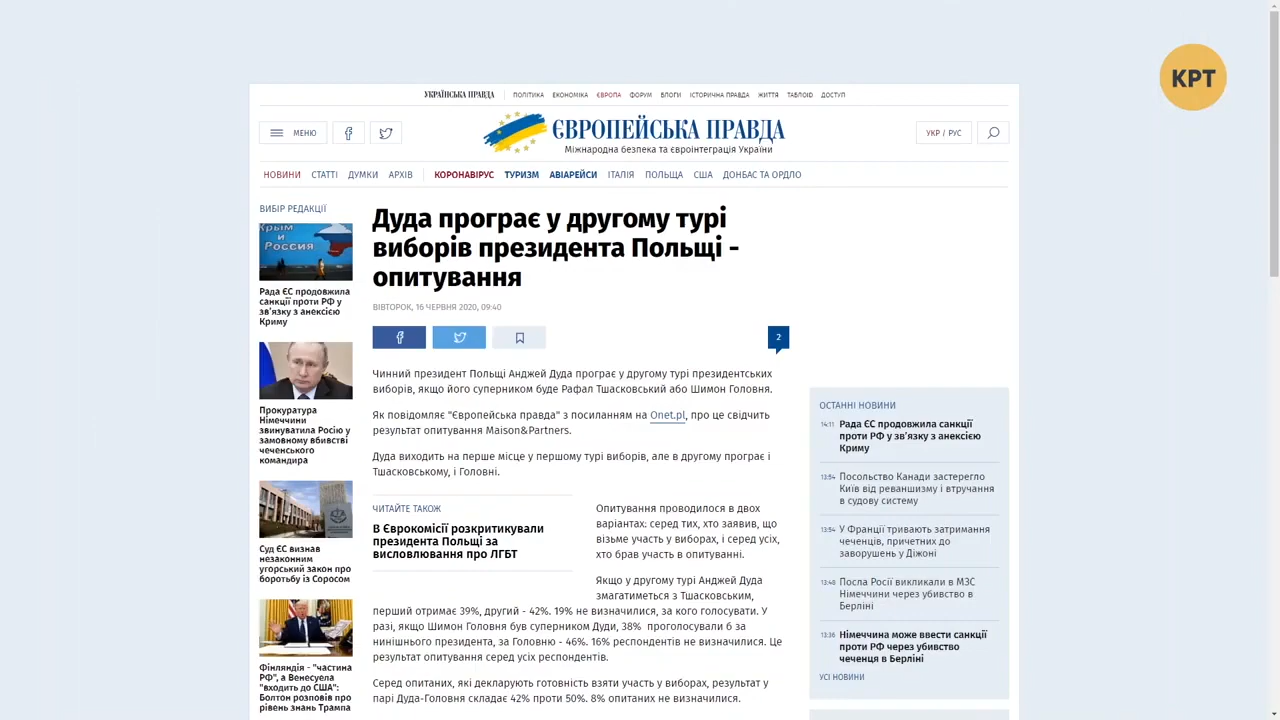 КРТ
УКРАЇНСЬКА ПРАВДА
ПОЛІТИКА ЕКОНОМІКА ЄВРОПА ФОРУМ БЛОГИ ІСТОРИЧНА ПРАВДА ЖИТТЯ ТАБЛОІД ДОСТУП
МЕНЮ
ЄВРОПЕЙСЬКА ПРАВДА
Міжнародна безпека та євроінтеграція України
УКР / РУС
НОВИНИ СТАТТІ ДУМКИ АРХІВ КОРОНАВІРУС ТУРИЗМ АВІАРЕЙСИ ІТАЛІЯ ПОЛЬЩА США ДОНБАС ТА ОРДЛО
ВИБІР РЕДАКЦІЇ
Крым
и
Россия
Рада ЄС продовжила
санкції проти РФ у
зв'язку з анексією
Криму
Прокуратура
Німеччини
звинуватила Росію у
замовному вбивстві
чеченського
командира
Суд ЄС визнав
незаконним
угорський закон про
боротьбу із Соросом
Фінляндія - "частина
РФ", а Венесуела
"входить до США":
Болтон розповів про
рівень знань Трампа
Дуда програє у другому турі
виборів президента Польщі -
опитування
ВІВТОРОК, 16 ЧЕРВНЯ 2020, 09:40
2
Чинний президент Польщі Анджей Дуда програє у другому турі президентських
виборів, якщо його суперником буде Рафал Тшасковський або Шимон Головня.
Як повідомляє "Європейська правда" з посиланням на Onet.pl, про це свідчить
результат опитування Maison&Partners.
Дуда виходить на перше місце у першому турі виборів, але в другому програє і
Тшасковському, і Головні.
ЧИТАЙТЕ ТАКОЖ
В Єврокомісії розкритикували
президента Польщі за
висловлювання про ЛГБТ
Опитування проводилося в двох
варіантах: серед тих, хто заявив, що
візьме участь у виборах, і серед усіх,
хто брав участь в опитуванні.
Якщо у другому турі Анджей Дуда
змагатиметься з Тшасковським,
перший отримає 39%, другий - 42%. 19% не визначилися, за кого голосувати. У
разі, якщо Шимон Головня був суперником Дуди, 38% проголосували б за
нинішнього президента, за Головню - 46%. 16% респондентів не визначилися. Це
результат опитування серед усіх респондентів.
Серед опитаних, які декларують готовність взяти участь у виборах, результат у
парі Дуда-Головня складає 42% проти 50%. 8% опитаних не визначилися.
ОСТАННІ НОВИНИ
14:11 Рада ЄС продовжила санкції
проти РФ у зв'язку з анексією
Криму
13:54 Посольство Канади застерегло
Київ від реваншизму і втручання
в судову систему
13:54 У Франції тривають затримання
чеченців, причетних до
заворушень у Діжоні
13:48 Посла Росії викликали в МЗС
Німеччини через убивство в
Берліні
13:36 Німеччина може ввести санкції
проти РФ через убивство
чеченця в Берліні
УСІ НОВИНИ